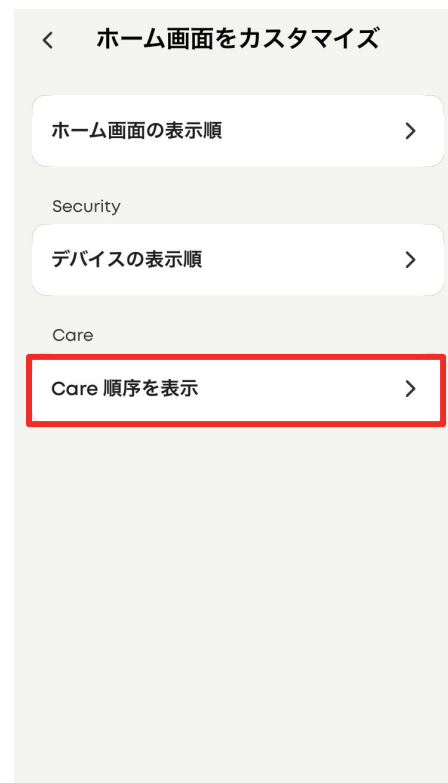 ホーム画面をカスタマイズ
ホーム画面の表示順
Security
デバイスの表示順
Care
Care 順序を表示